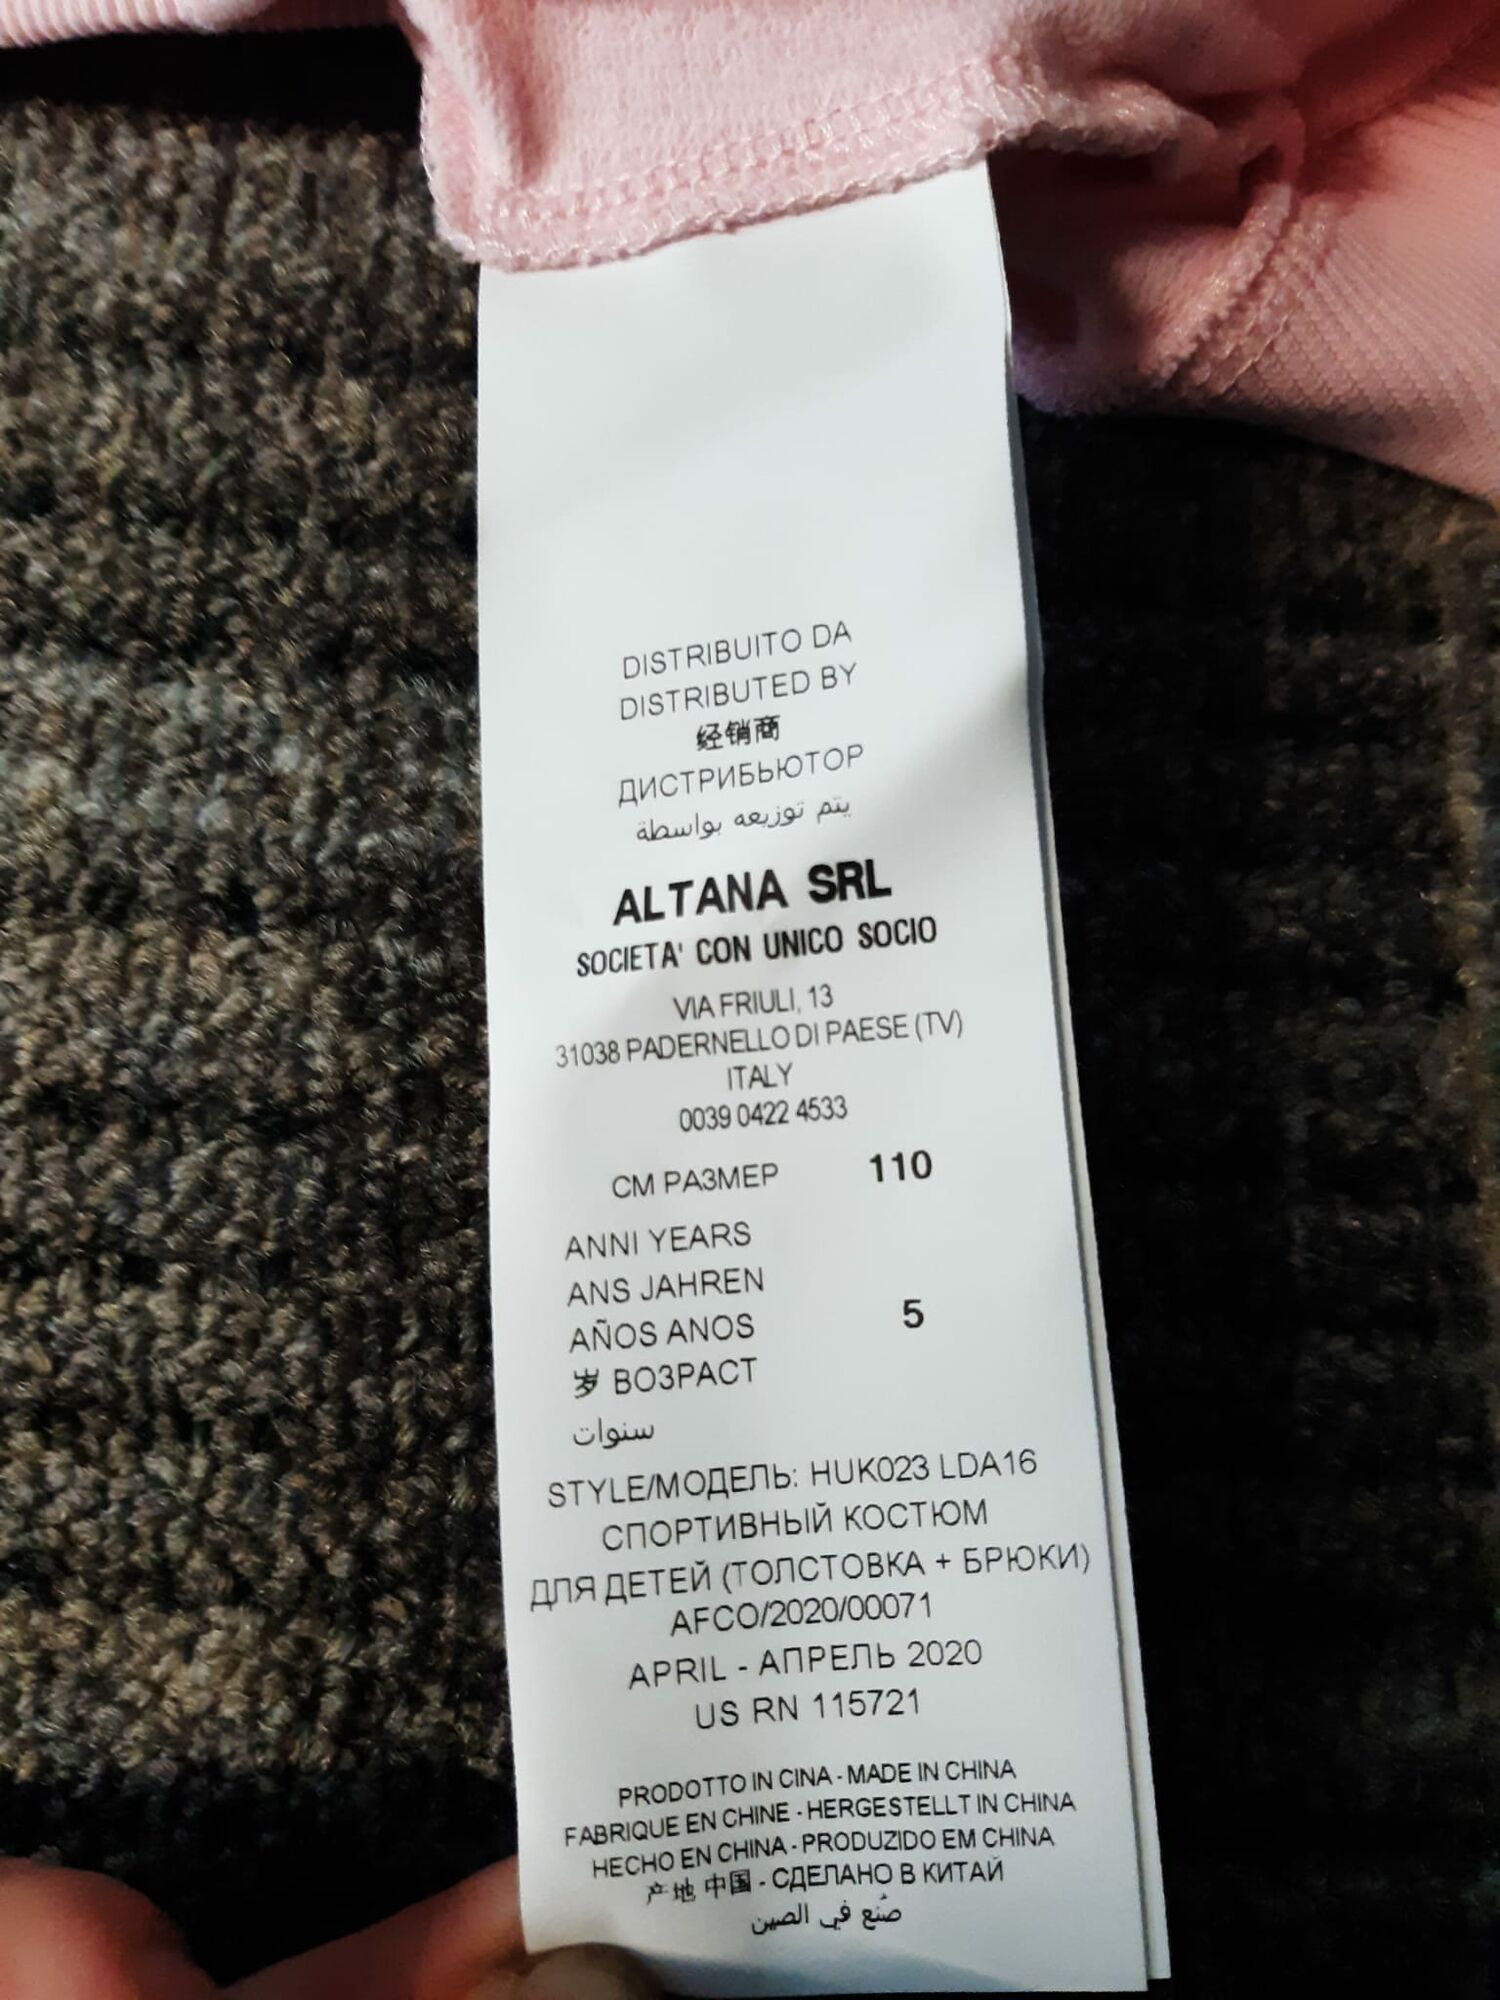 DISTRIBUITO DA
DISTRIBUTED BY
经销商
ДИСТРИБЬЮТОР
يتم توزيعه بواسطة
ALTANA SRL
SOCIETA' CON UNICO SOCIO
VIA FRIULI, 13
31038 PADERNELLO DI PAESE (TV)
ITALY
0039 0422 4533
СМ РАЗМЕР 110
ANNI YEARS
ANS JAHREN
AÑOS ANOS 5
岁 ВОЗРАСТ
سنوات
STYLE/МОДЕЛЬ: HUK023 LDA16
СПОРТИВНЫЙ КОСТЮМ
ДЛЯ ДЕТЕЙ (ТОЛСТОВКА + БРЮКИ)
AFCO/2020/00071
APRIL - АПРЕЛЬ 2020
US RN 115721
PRODOTTO IN CINA - MADE IN CHINA
FABRIQUE EN CHINE - HERGESTELLT IN CHINA
HECHO EN CHINA - PRODUZIDO EM CHINA
产地 中国 - СДЕЛАНО В КИТАЙ
صُنع في الصين